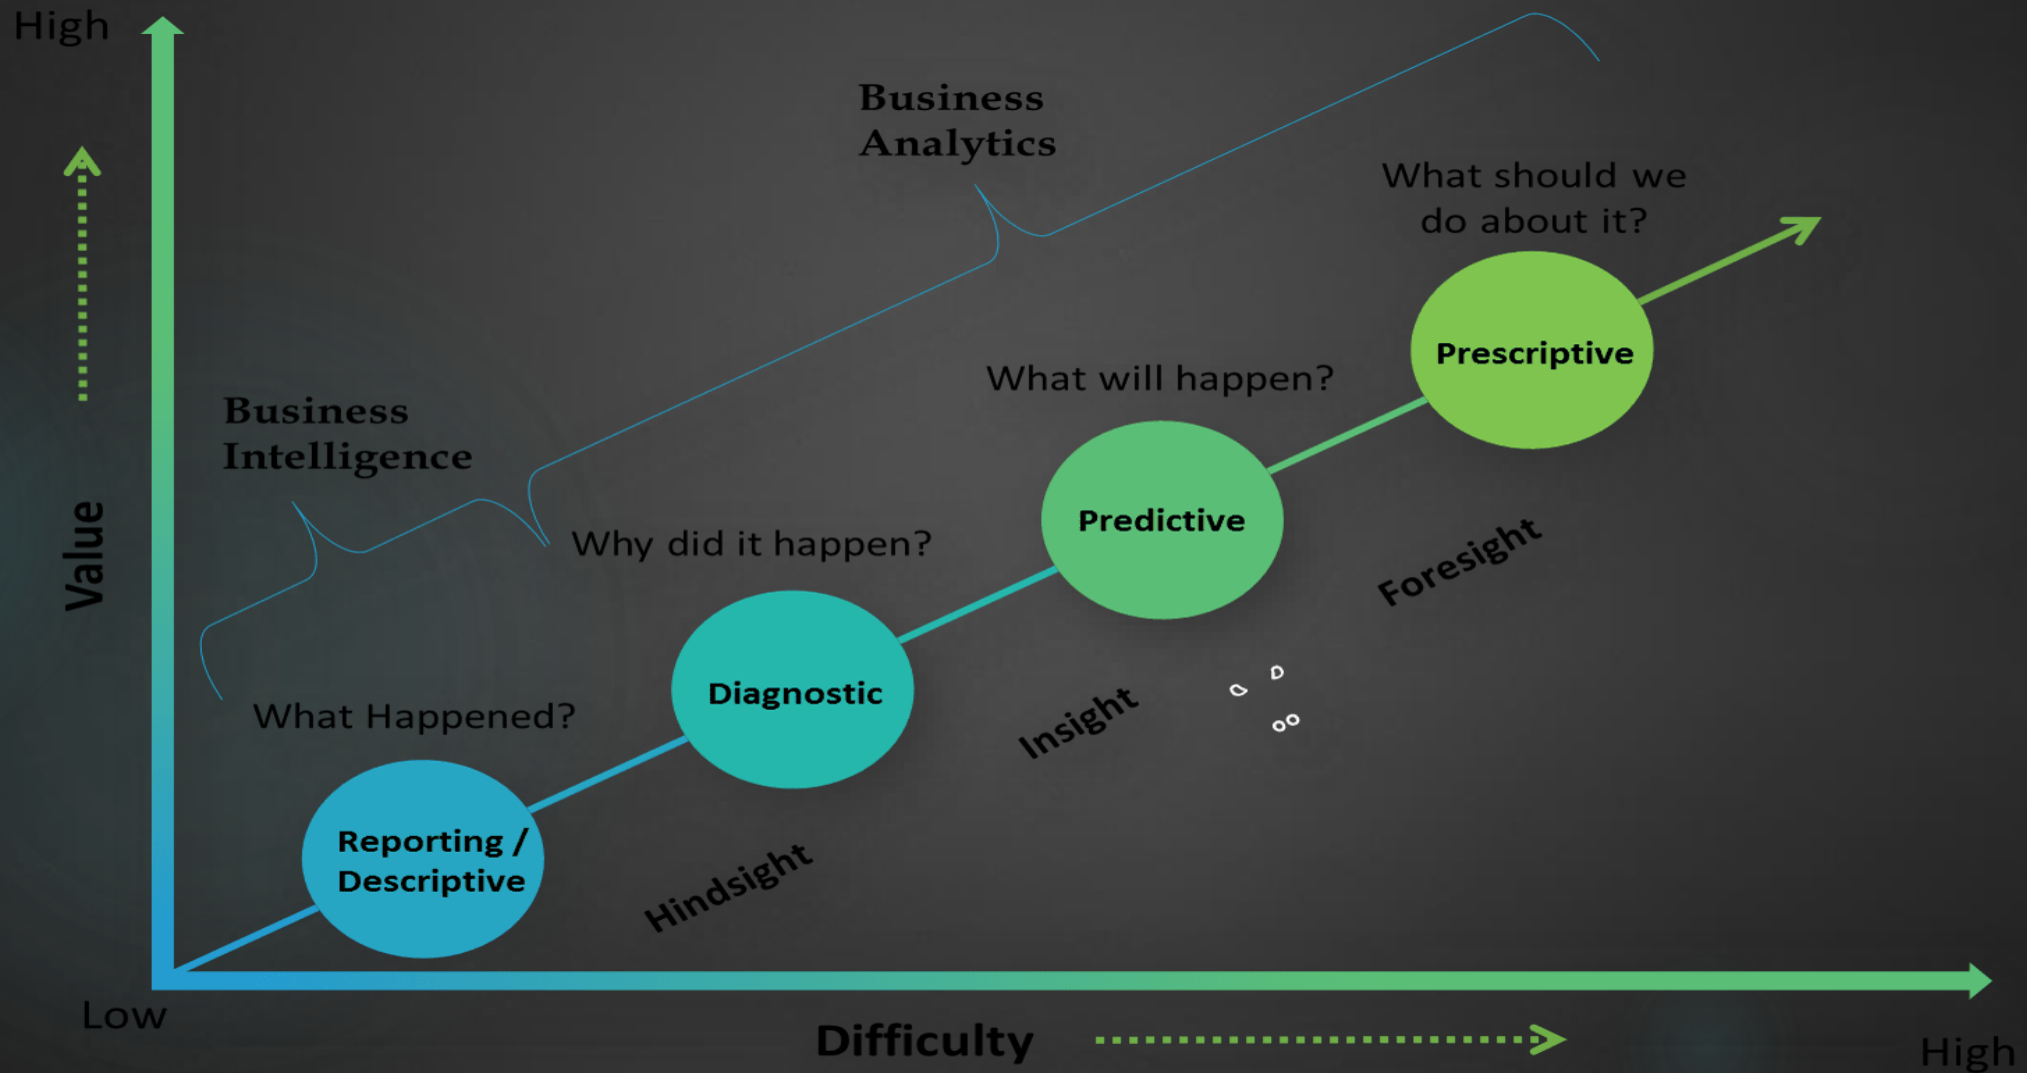 High
Business
Analytics
What should we
do about it?
Prescriptive
What will happen?
Business
Intelligence
Predictive
Foresight
Why did it happen?
Value
Diagnostic
Insight
What Happened?
Reporting /
Descriptive
Hindsight
Low
Difficulty
High